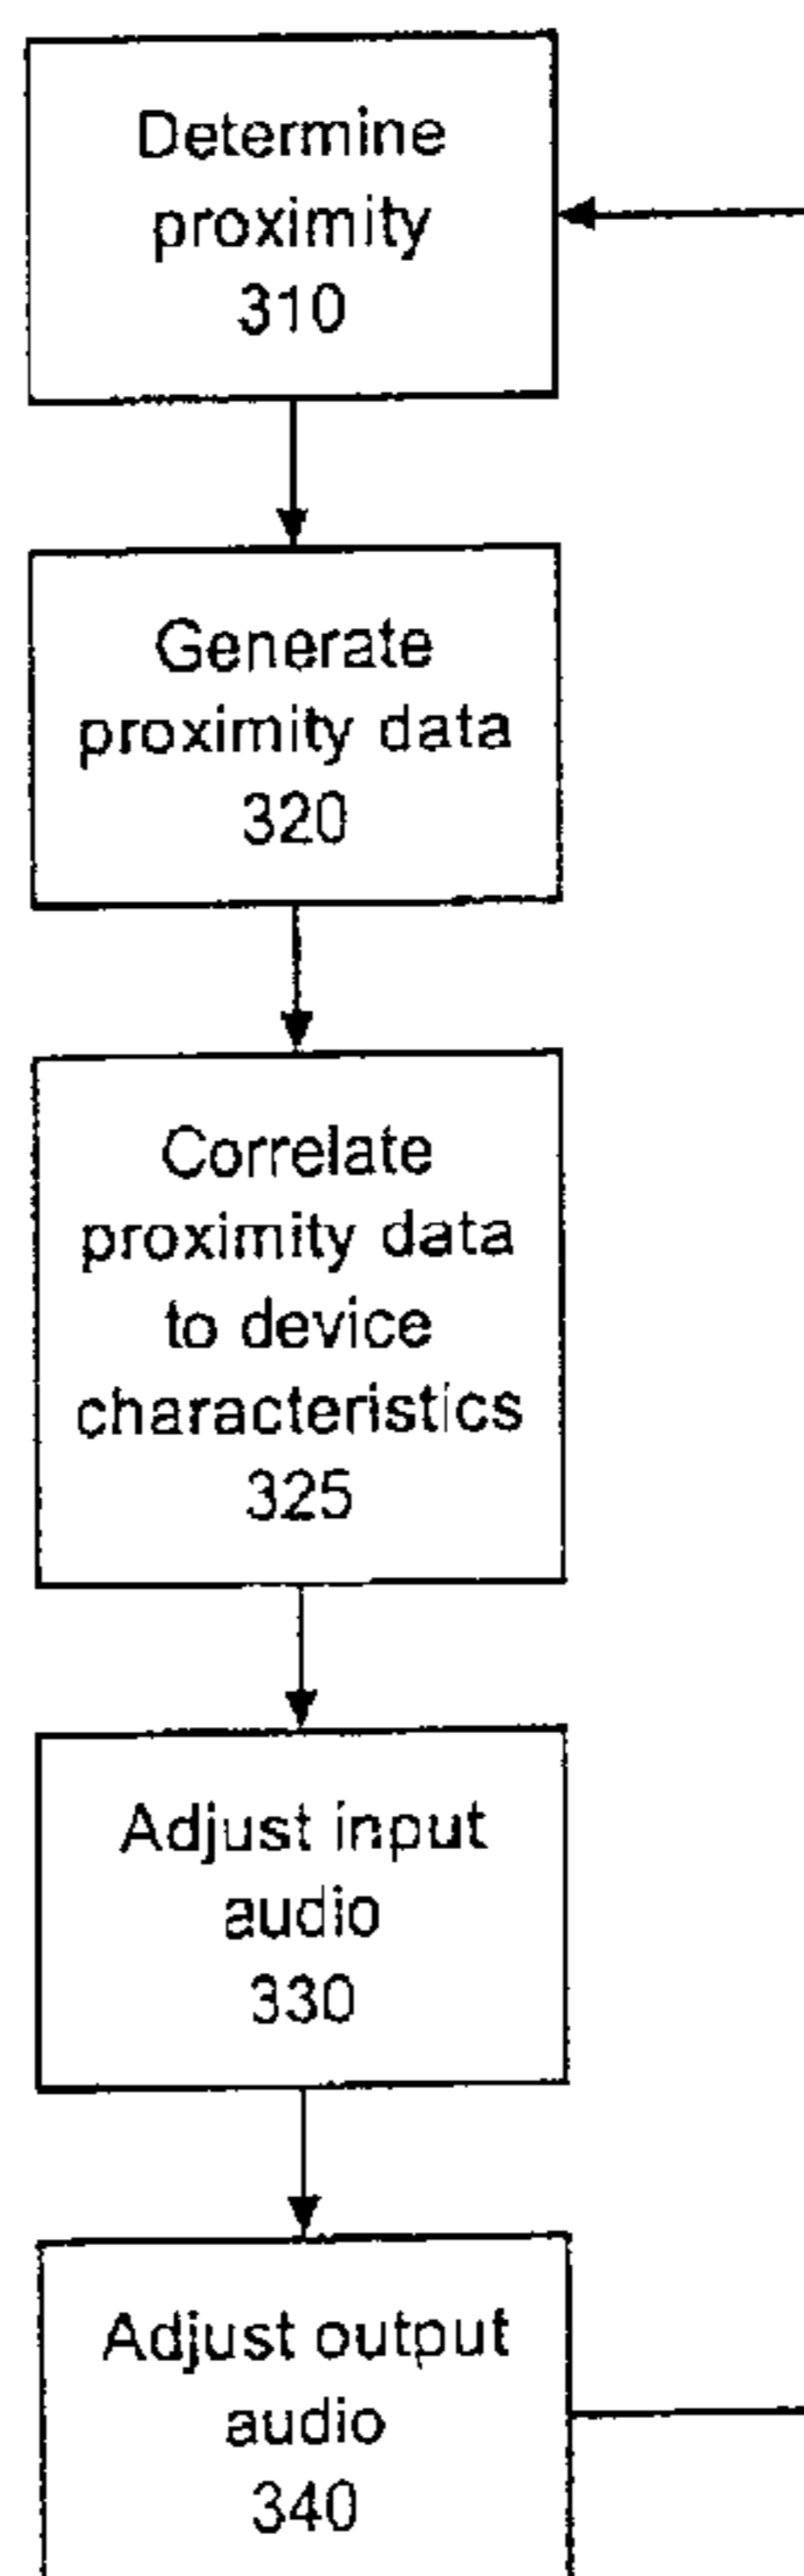 Determine
proximity
310
Generate
proximity data
320
Correlate
proximity data
to device
characteristics
325
Adjust input
audio
330
Adjust output
audio
340